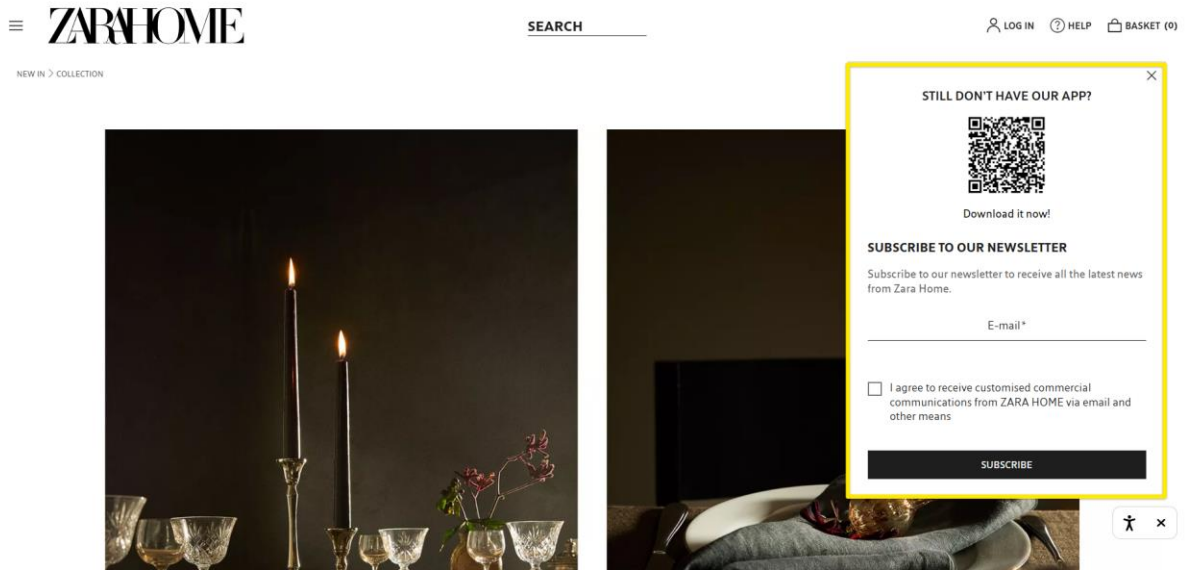 ZARAHOME
SEARCH
LOG IN
HELP
BASKET (0)
NEW IN > COLLECTION
STILL DON'T HAVE OUR APP?
Download it now!
SUBSCRIBE TO OUR NEWSLETTER
Subscribe to our newsletter to receive all the latest news
from Zara Home.
E-mail*
I agree to receive customised commercial
communications from ZARA HOME via email and
other means
SUBSCRIBE